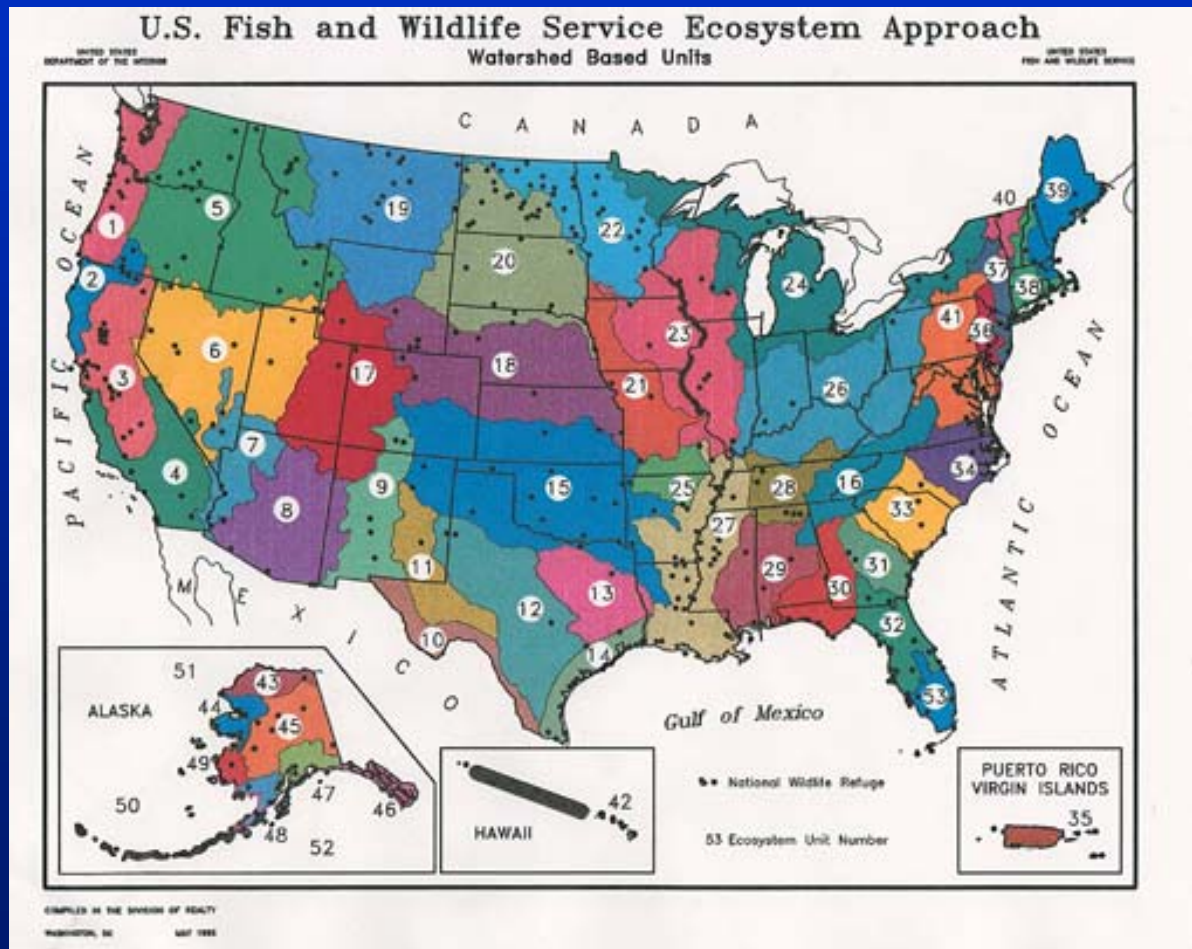 U.S. Fish and Wildlife Service Ecosystem Approach
UNITED STATES
DEPARTMENT OF THE INTERIOR
Watershed Based Units
UNITED STATES
FISH AND WILDLIFE SERVICE
C A N A D A
PACIFIC OCEAN
ATLANTIC OCEAN
MEXICO
Gulf of Mexico
1
2
3
4
5
6
7
8
9
10
11
12
13
14
15
16
17
18
19
20
21
22
23
24
25
26
27
28
29
30
31
32
33
34
37
38
38
39
40
41
53
ALASKA
51
43
44
45
49
50
48
47
46
52
HAWAII
42
National Wildlife Refuge
53 Ecosystem Unit Number
PUERTO RICO
VIRGIN ISLANDS
35
COMPILED IN THE DIVISION OF REALTY
WASHINGTON, DC MAY 1995